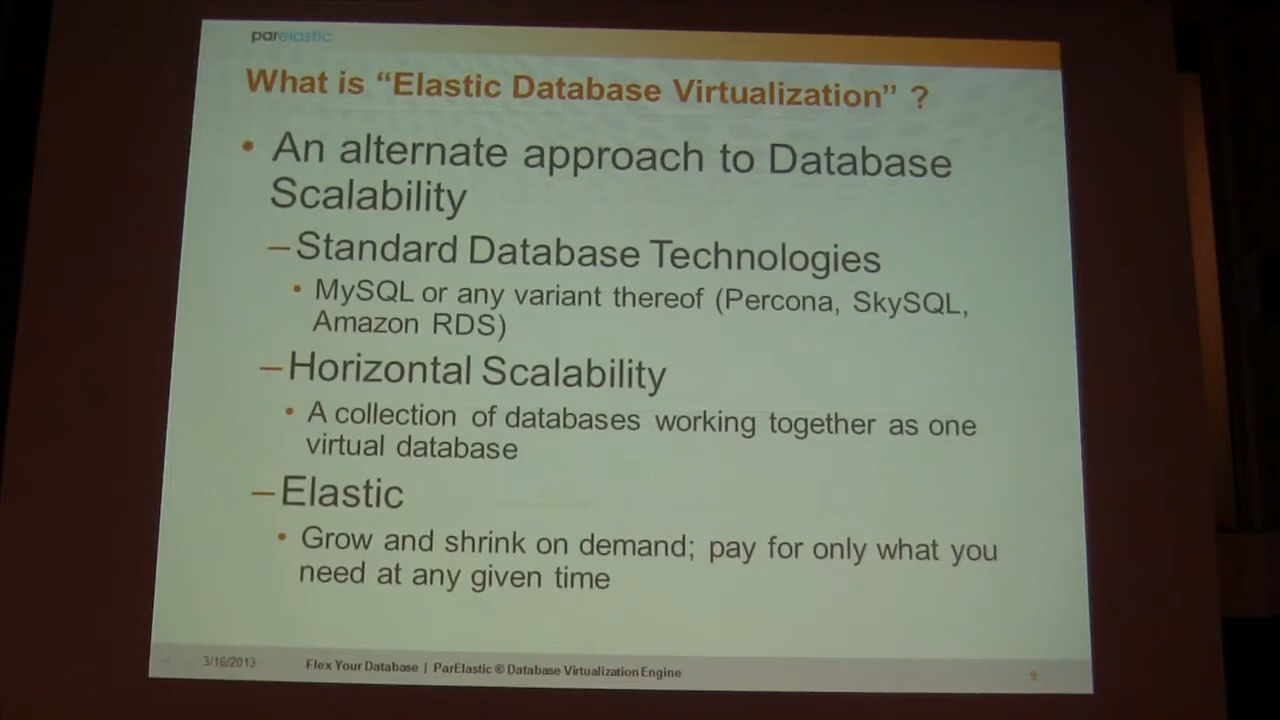 parelastic
What is “Elastic Database Virtualization” ?
• An alternate approach to Database
Scalability
– Standard Database Technologies
• MySQL or any variant thereof (Percona, SkySQL,
Amazon RDS)
– Horizontal Scalability
• A collection of databases working together as one
virtual database
– Elastic
• Grow and shrink on demand; pay for only what you
need at any given time
3/16/2013 Flex Your Database | ParElastic ® Database Virtualization Engine 9